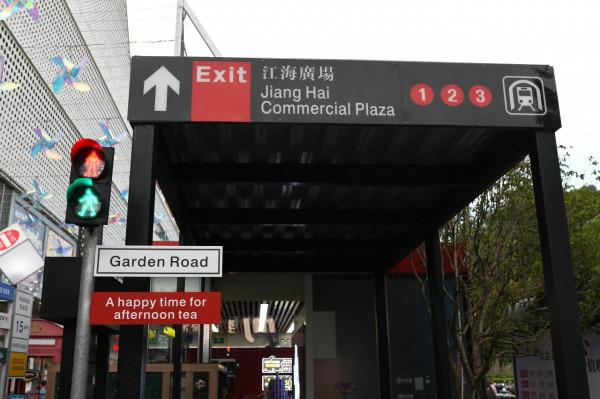 Exit
江海廣場
Jiang Hai
Commercial Plaza
1 2 3
Garden Road
A happy time for
afternoon tea
15